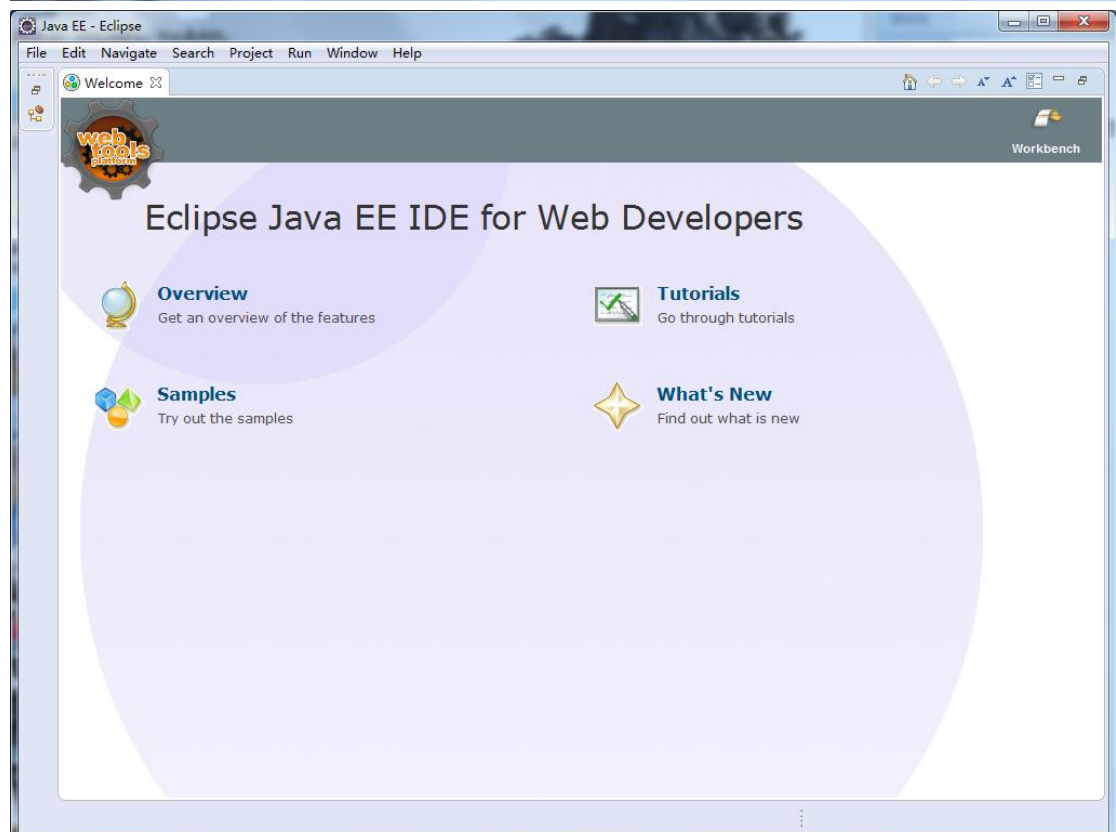 Java EE - Eclipse
File Edit Navigate Search Project Run Window Help
Welcome
web
tools
platform
Workbench
Eclipse Java EE IDE for Web Developers
Overview
Get an overview of the features
Tutorials
Go through tutorials
Samples
Try out the samples
What's New
Find out what is new